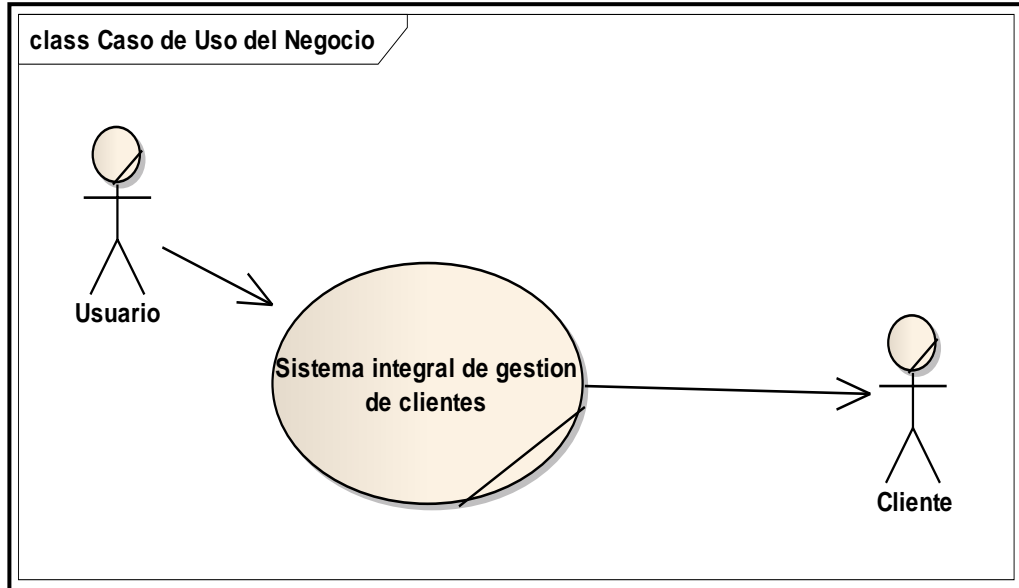 class Caso de Uso del Negocio
Usuario
Sistema integral de gestion
de clientes
Cliente